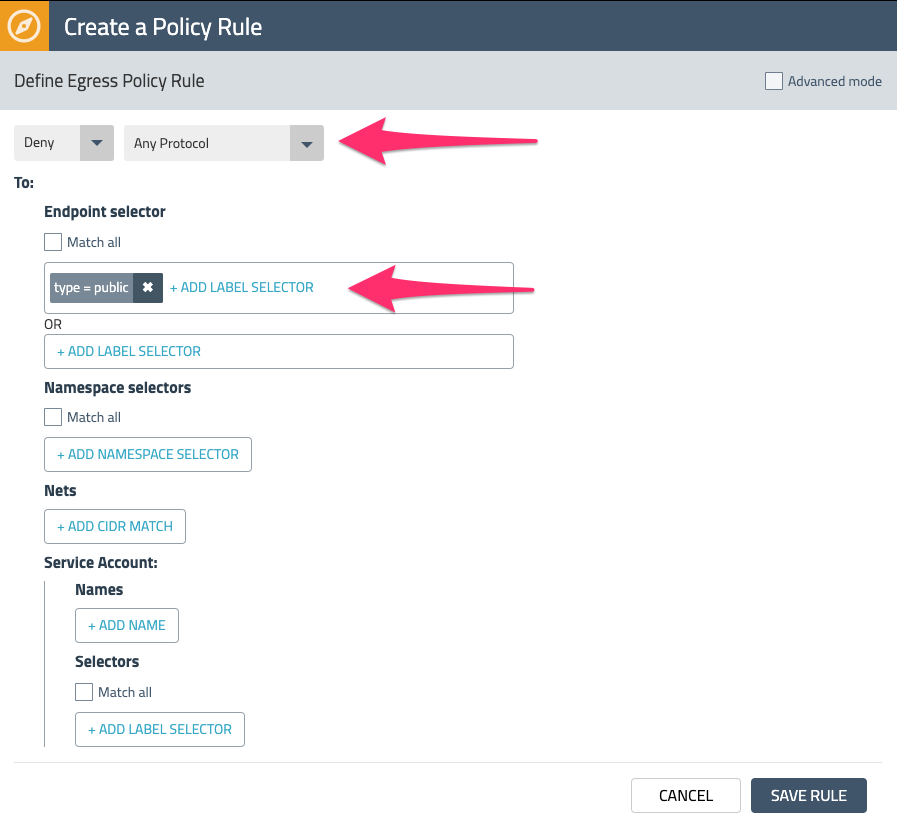 Create a Policy Rule
Define Egress Policy Rule
Advanced mode
Deny
Any Protocol
To:
Endpoint selector
Match all
type = public ✖ + ADD LABEL SELECTOR
OR
+ ADD LABEL SELECTOR
Namespace selectors
Match all
+ ADD NAMESPACE SELECTOR
Nets
+ ADD CIDR MATCH
Service Account:
Names
+ ADD NAME
Selectors
Match all
+ ADD LABEL SELECTOR
CANCEL
SAVE RULE